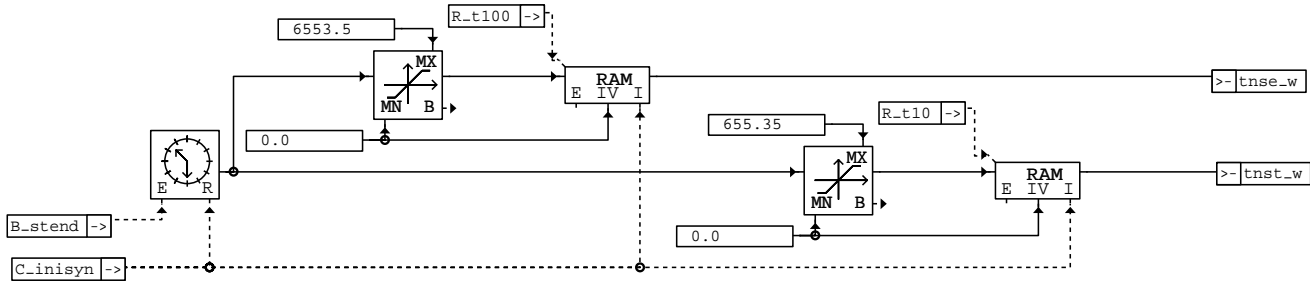 6553.5
R_t100 ->
MX
MN B
RAM
E IV I
>- tnse_w
0.0
655.35
R_t10 ->
MX
MN B
RAM
E IV I
>- tnst_w
E R
B_stend ->
0.0
C_inisyn ->